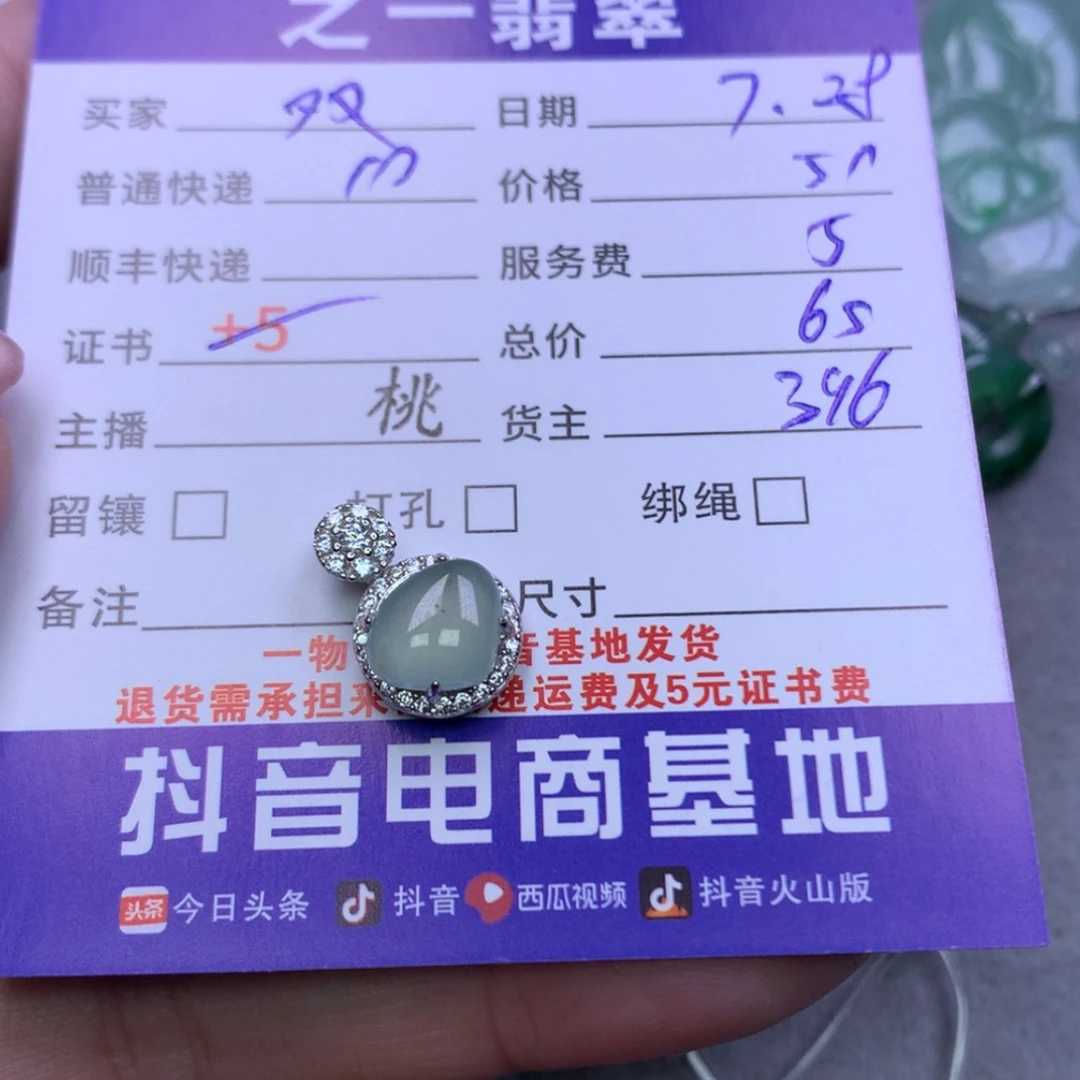 之一翡翠
买家 双 日期 7.28
普通快递 价格
顺丰快递 服务费 5
证书 +5 总价 65
主播 桃 货主 396
留镶 打孔 绑绳
备注 尺寸
一物 音基地发货
退货需承担来 递运费及5元证书费
抖音电商基地
头条 今日头条 抖音 西瓜视频 抖音火山版